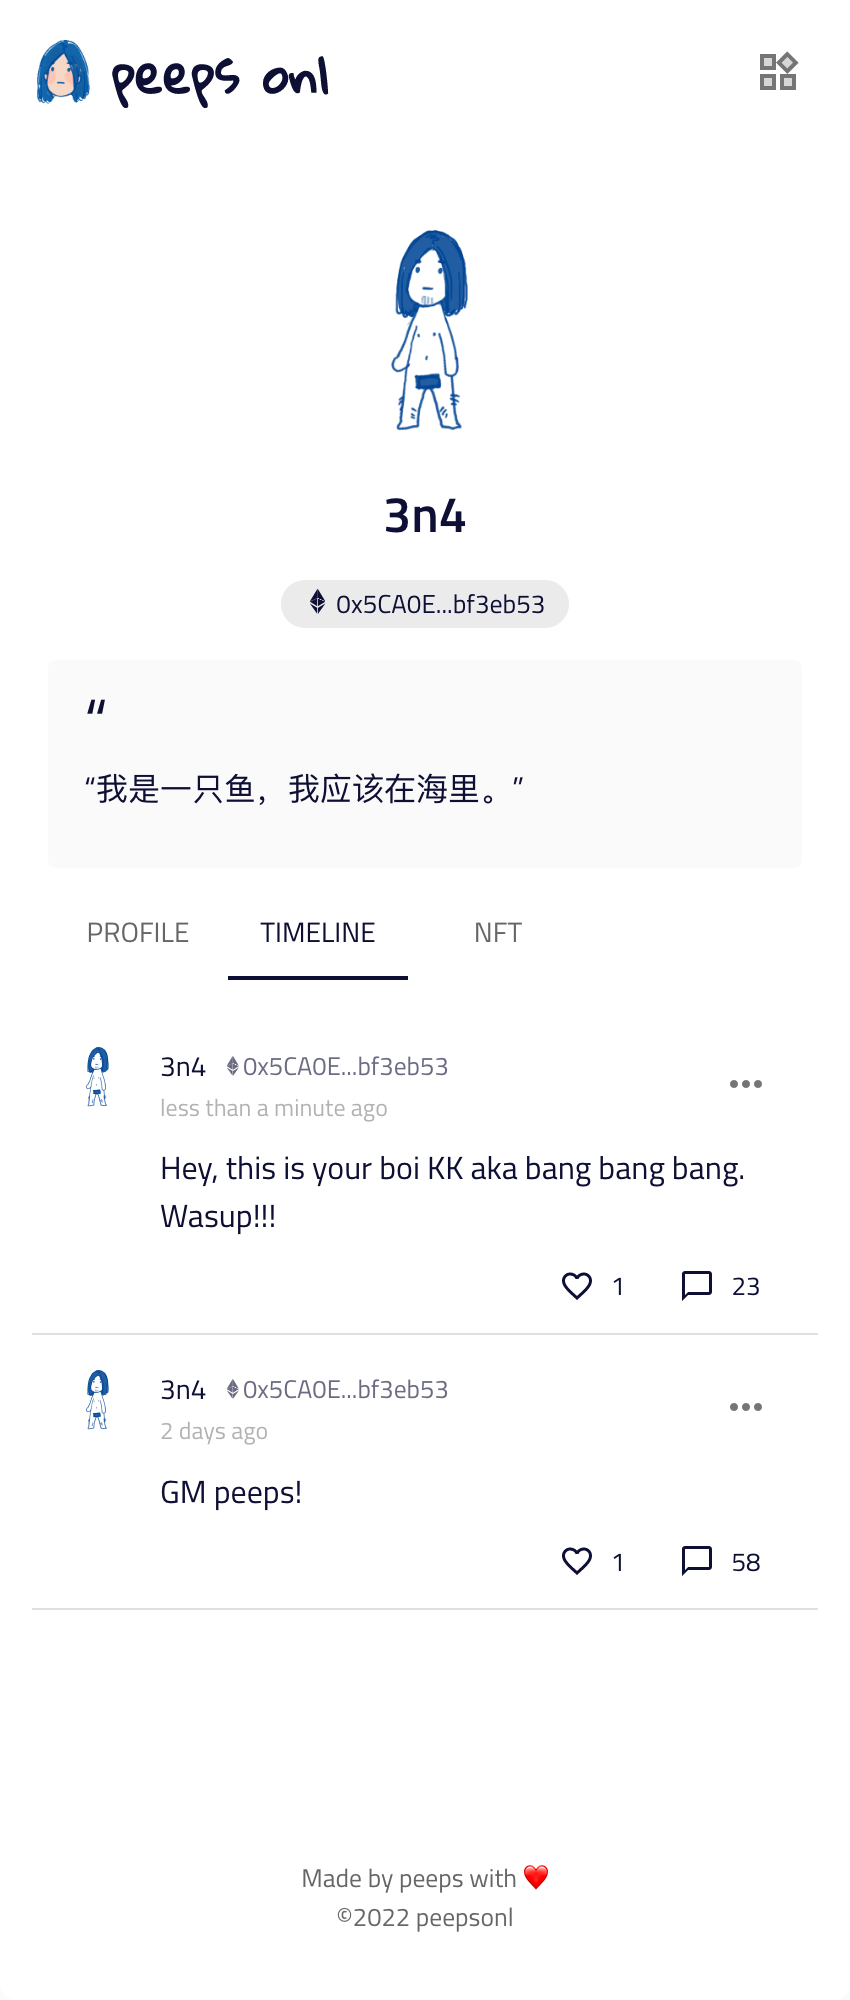 peeps onl
3n4
0x5CA0E...bf3eb53
“
“我是一只鱼，我应该在海里。”
PROFILE TIMELINE NFT
3n4 0x5CA0E...bf3eb53
less than a minute ago
Hey, this is your boi KK aka bang bang bang.
Wasup!!!
1 23
3n4 0x5CA0E...bf3eb53
2 days ago
GM peeps!
1 58
Made by peeps with ❤️
©2022 peepsonl